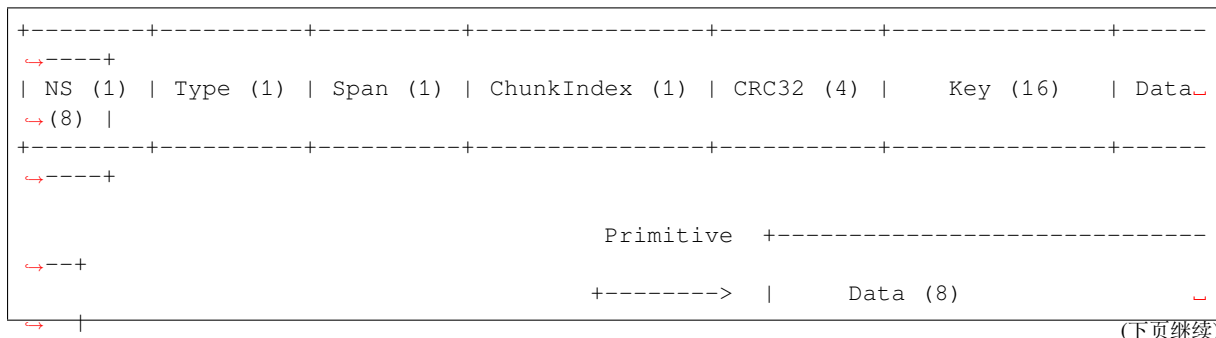 +--------+----------+----------+---------------+-----------+---------------+------
↪----+
| NS (1) | Type (1) | Span (1) | ChunkIndex (1) | CRC32 (4) |    Key (16)   | Data␣
↪(8) |
+--------+----------+----------+---------------+-----------+---------------+------
↪----+
Primitive  +------------------------------
↪--+
+-------->  |     Data (8)                 ␣
↪  |
(下页继续)